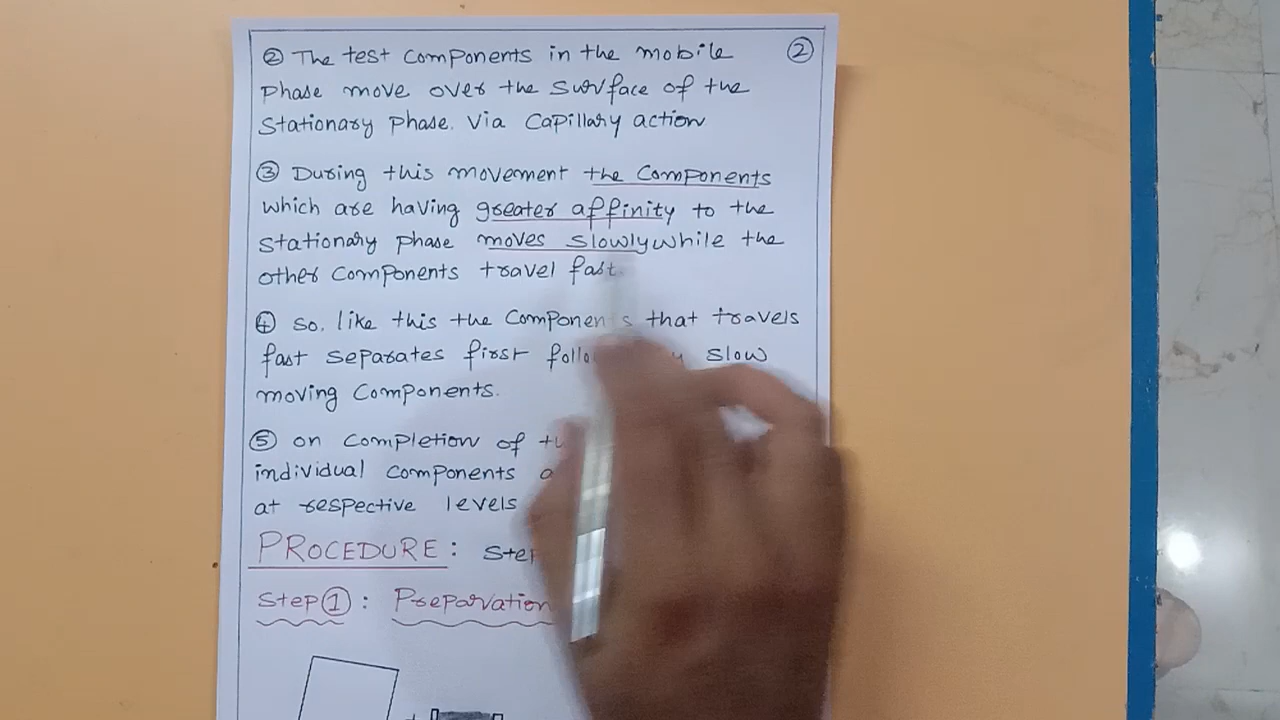 ② The test components in the mobile
②
phase move over the surface of the
stationary phase. via capillary action
③ During this movement the components
which are having greater affinity to the
stationary phase moves slowly while the
other components travel fast.
④ so, like this the components that travels
fast separates first slow
moving components.
⑤ on completion of
individual components
at respective levels
PROCEDURE:
Step ①: Preparation